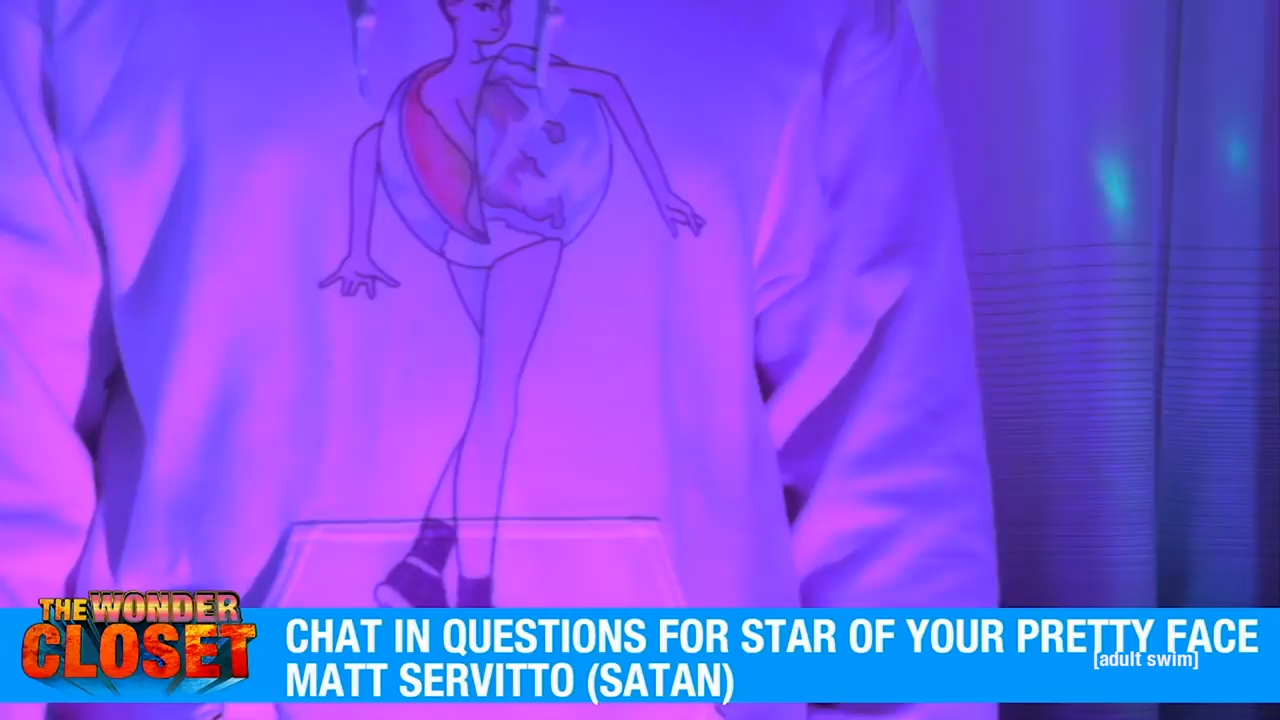 THE WONDER
CLOSET
CHAT IN QUESTIONS FOR STAR OF YOUR PRETTY FACE
MATT SERVITTO (SATAN)
[adult swim]